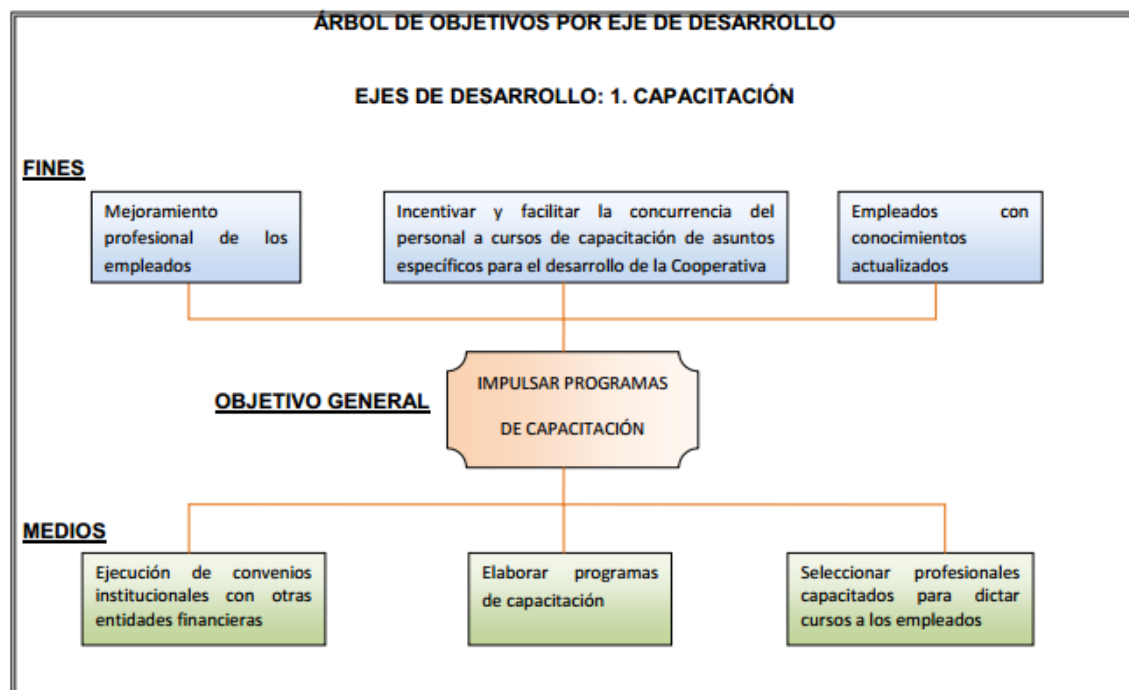 ÁRBOL DE OBJETIVOS POR EJE DE DESARROLLO
EJES DE DESARROLLO: 1. CAPACITACIÓN
FINES
Mejoramiento
profesional de los
empleados
Incentivar y facilitar la concurrencia del
personal a cursos de capacitación de asuntos
específicos para el desarrollo de la Cooperativa
Empleados con
conocimientos
actualizados
OBJETIVO GENERAL
IMPULSAR PROGRAMAS
DE CAPACITACIÓN
MEDIOS
Ejecución de convenios
institucionales con otras
entidades financieras
Elaborar programas
de capacitación
Seleccionar profesionales
capacitados para dictar
cursos a los empleados